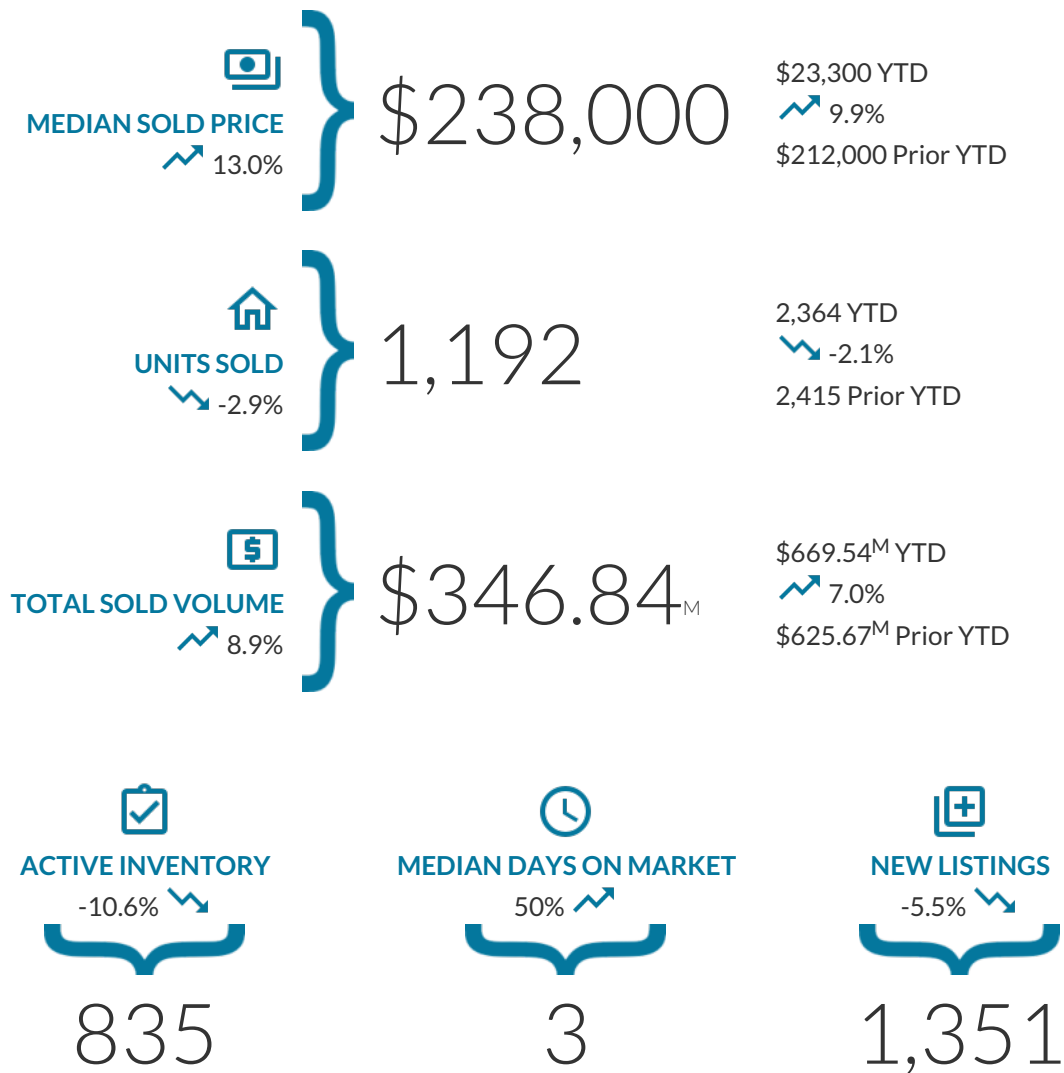 MEDIAN SOLD PRICE
13.0%
$238,000
$23,300 YTD
9.9%
$212,000 Prior YTD
UNITS SOLD
-2.9%
1,192
2,364 YTD
-2.1%
2,415 Prior YTD
TOTAL SOLD VOLUME
8.9%
$346.84M
$669.54M YTD
7.0%
$625.67M Prior YTD
ACTIVE INVENTORY
-10.6%
835
MEDIAN DAYS ON MARKET
50%
3
NEW LISTINGS
-5.5%
1,351